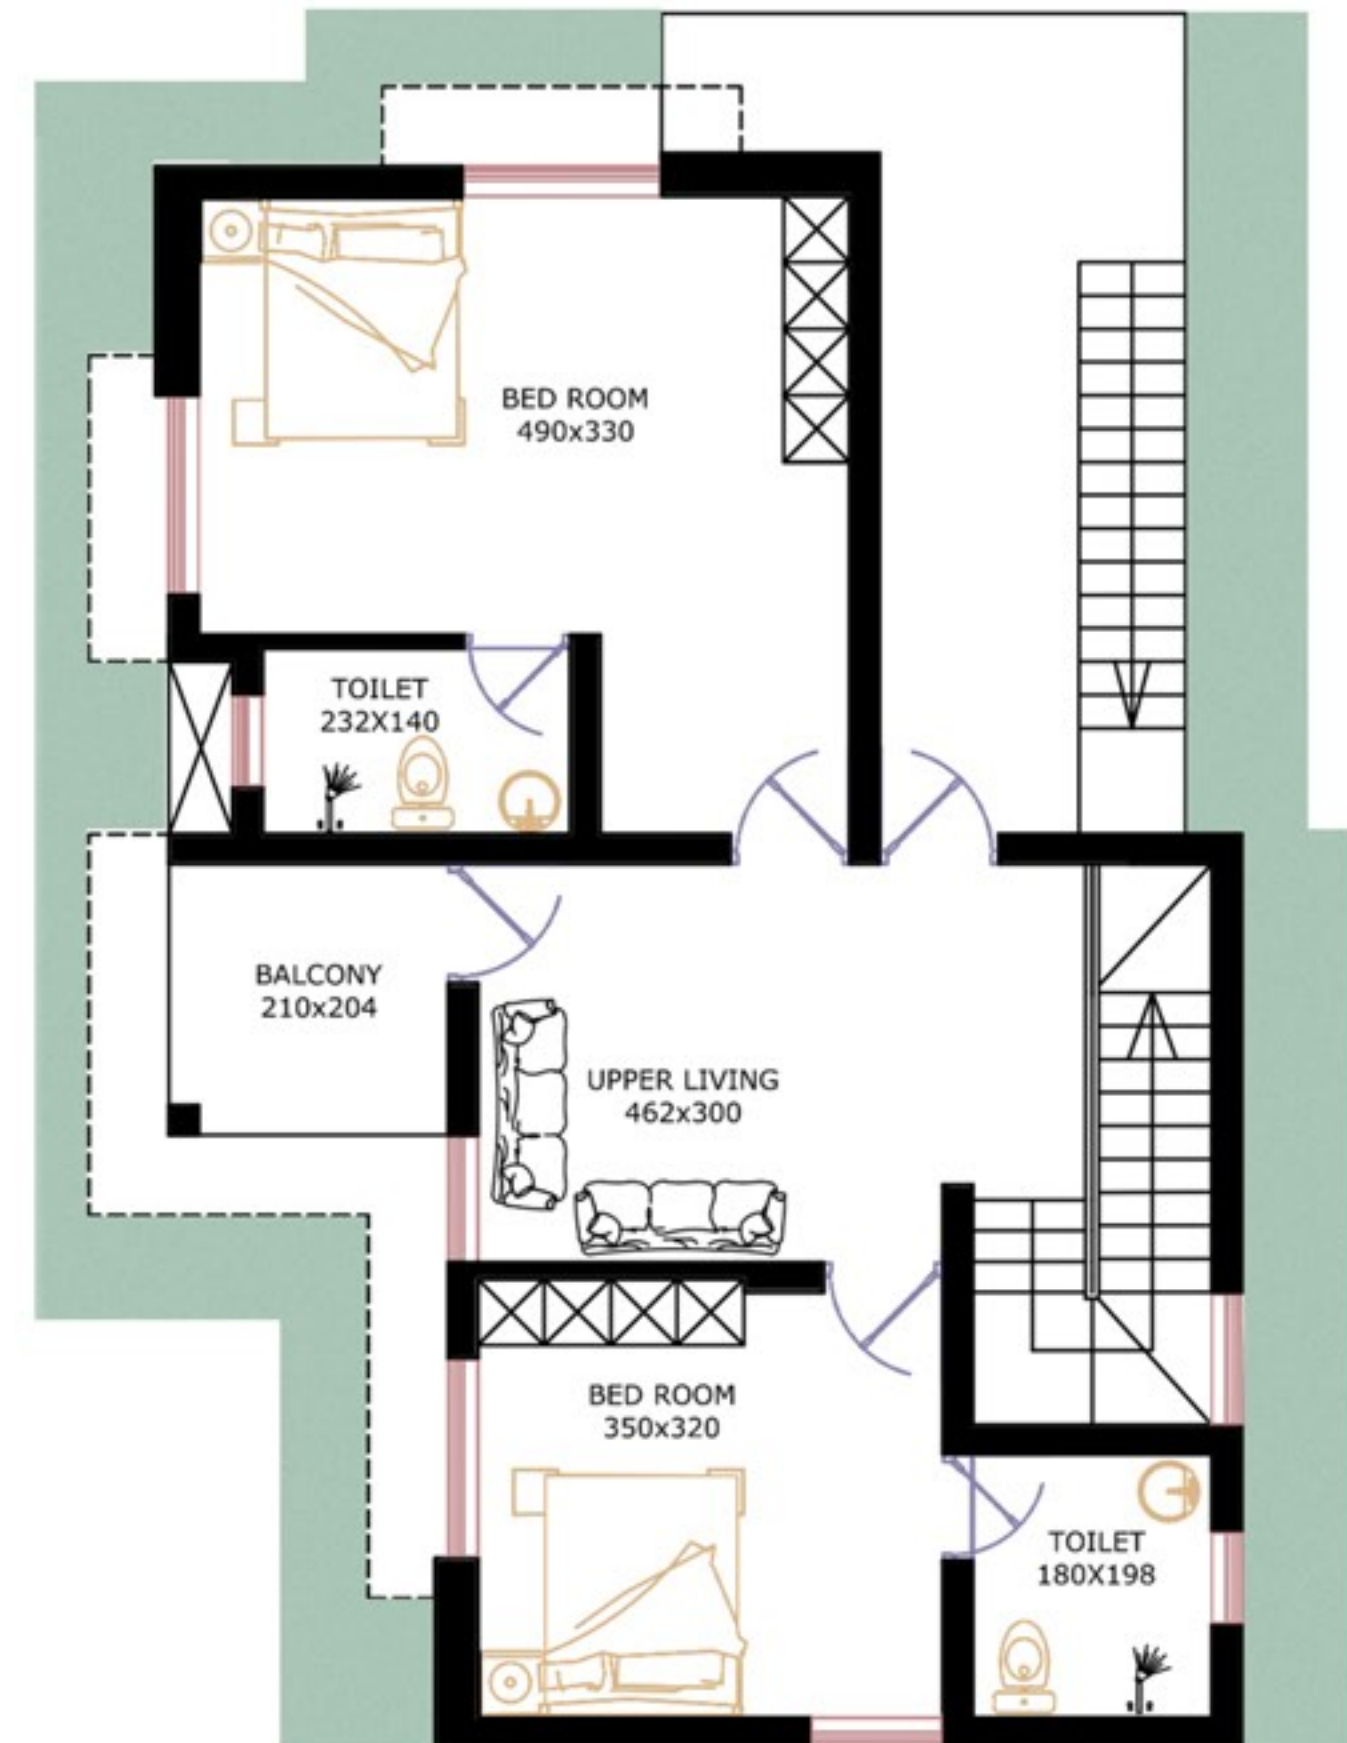 BED ROOM
490x330
TOILET
232X140
BALCONY
210x204
UPPER LIVING
462x300
BED ROOM
350x320
TOILET
180X198